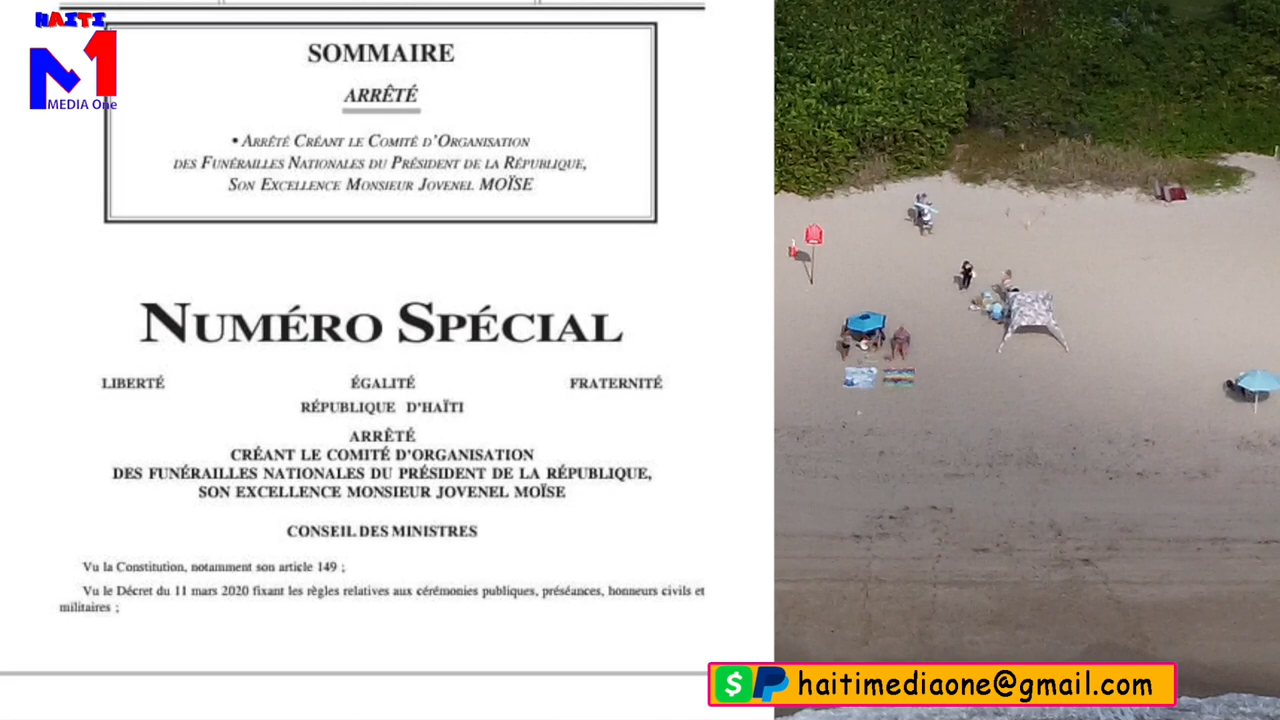 HAITI
M1
MEDIA One
SOMMAIRE
ARRÊTÉ
• ARRÊTÉ CRÉANT LE COMITÉ D'ORGANISATION
DES FUNÉRAILLES NATIONALES DU PRÉSIDENT DE LA RÉPUBLIQUE,
SON EXCELLENCE MONSIEUR JOVENEL MOÏSE
NUMÉRO SPÉCIAL
LIBERTÉ ÉGALITÉ FRATERNITÉ
RÉPUBLIQUE D'HAÏTI
ARRÊTÉ
CRÉANT LE COMITÉ D'ORGANISATION
DES FUNÉRAILLES NATIONALES DU PRÉSIDENT DE LA RÉPUBLIQUE,
SON EXCELLENCE MONSIEUR JOVENEL MOÏSE
CONSEIL DES MINISTRES
Vu la Constitution, notamment son article 149 ;
Vu le Décret du 11 mars 2020 fixant les règles relatives aux cérémonies publiques, préséances, honneurs civils et
militaires ;
$ P haitimediaone@gmail.com